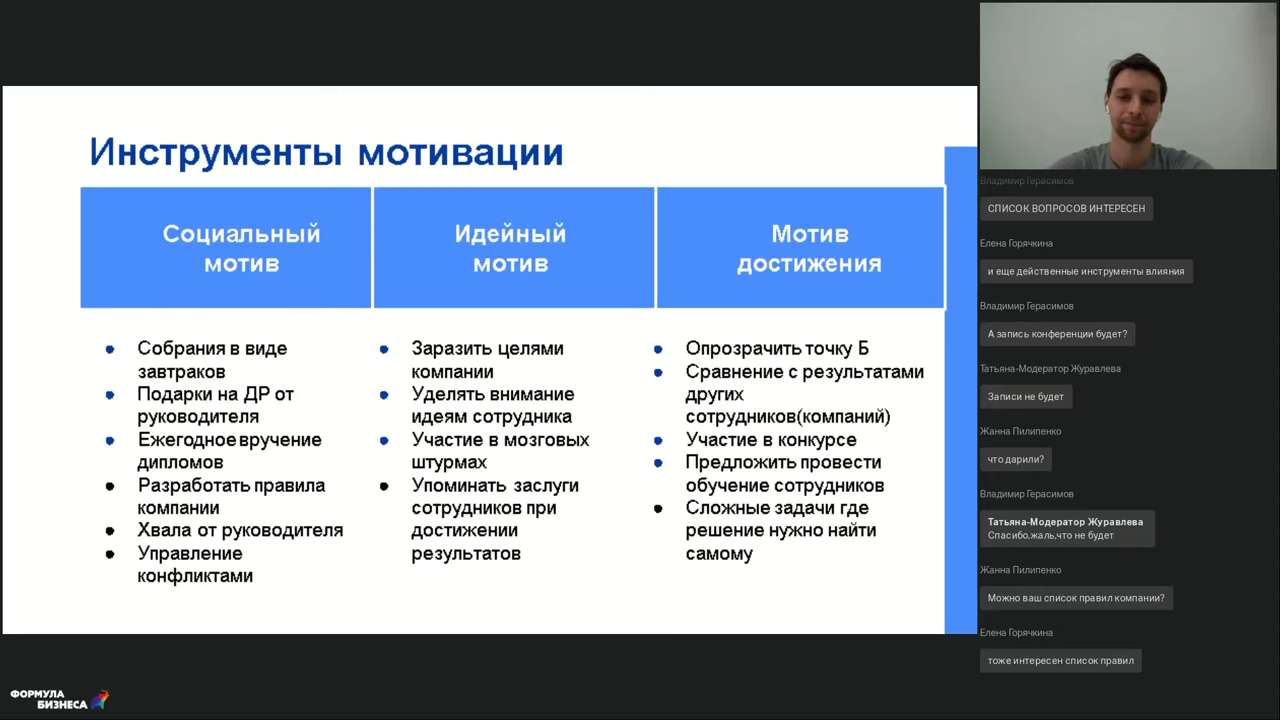 Инструменты мотивации
Социальный
мотив
Идейный
мотив
Мотив
достижения
Собрания в виде
завтраков
Подарки на ДР от
руководителя
Ежегодное вручение
дипломов
Разработать правила
компании
Хвала от руководителя
Управление
конфликтами
Заразить целями
компании
Уделять внимание
идеям сотрудника
Участие в мозговых
штурмах
Упоминать заслуги
сотрудников при
достижении
результатов
Опрозрачить точку Б
Сравнение с результатами
других
сотрудников(компаний)
Участие в конкурсе
Предложить провести
обучение сотрудников
Сложные задачи где
решение нужно найти
самому
Владимир Герасимов
СПИСОК ВОПРОСОВ ИНТЕРЕСЕН
Елена Горячкина
и еще действенные инструменты влияния
Владимир Герасимов
А запись конференции будет?
Татьяна-Модератор Журавлева
Записи не будет
Жанна Пилипенко
что дарили?
Владимир Герасимов
Татьяна-Модератор Журавлева
Спасибо,жаль,что не будет
Жанна Пилипенко
Можно ваш список правил компании?
Елена Горячкина
тоже интересен список правил
ФОРМУЛА
БИЗНЕСА